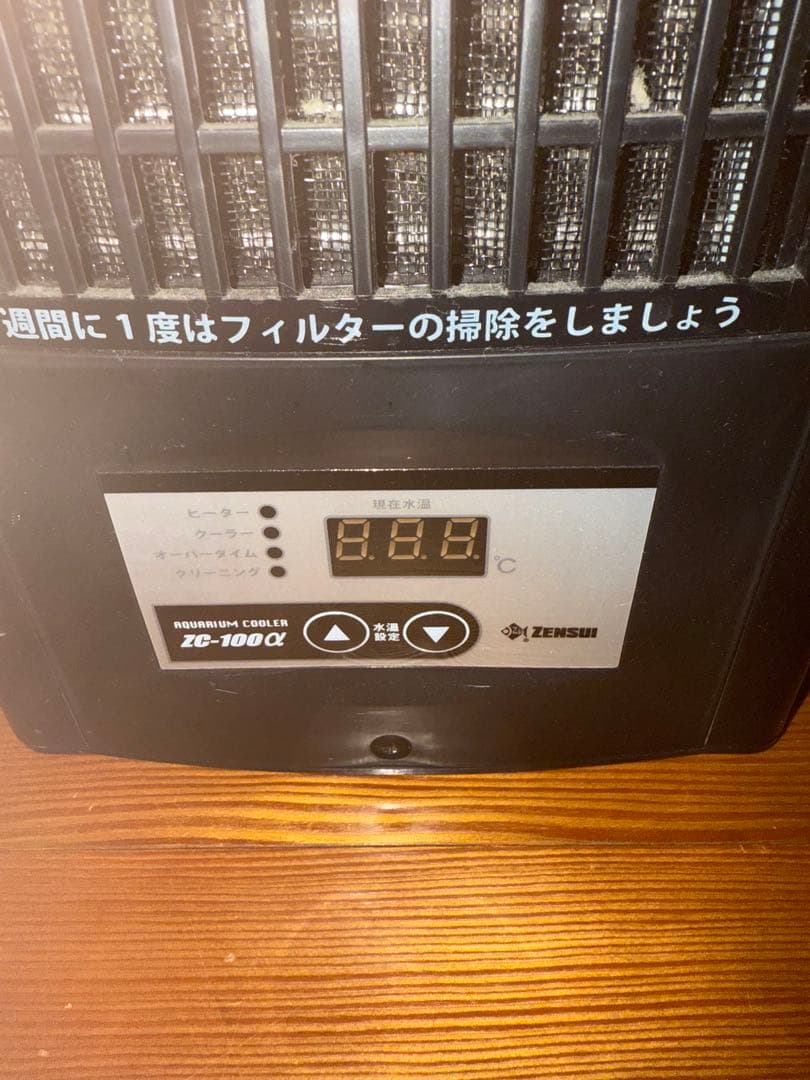 週間に1度はフィルターの掃除をしましょう
ヒーター
クーラー
オーバータイム
クリーニング
現在水温
8.8.8.
°C
AQUARIUM COOLER
ZC-100α
▲
水温
設定
▼
ZENSUI